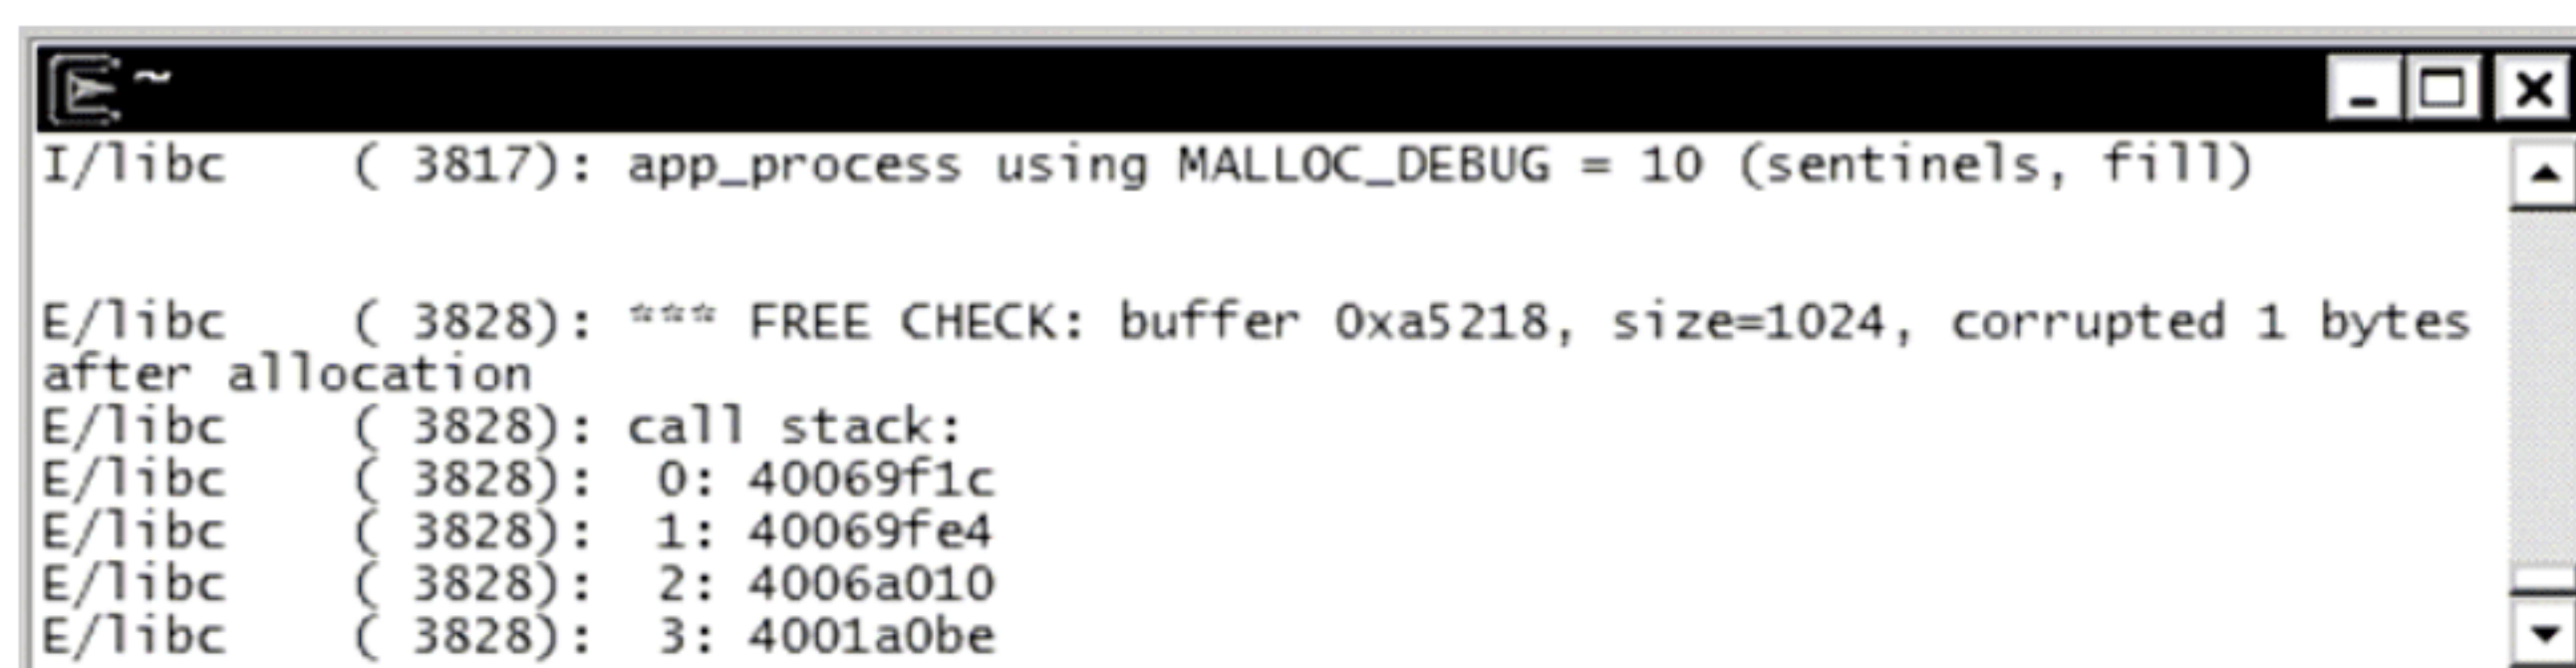 ~
I/libc    ( 3817): app_process using MALLOC_DEBUG = 10 (sentinels, fill)
E/libc    ( 3828): *** FREE CHECK: buffer 0xa5218, size=1024, corrupted 1 bytes
after allocation
E/libc    ( 3828): call stack:
E/libc    ( 3828):  0: 40069f1c
E/libc    ( 3828):  1: 40069fe4
E/libc    ( 3828):  2: 4006a010
E/libc    ( 3828):  3: 4001a0be